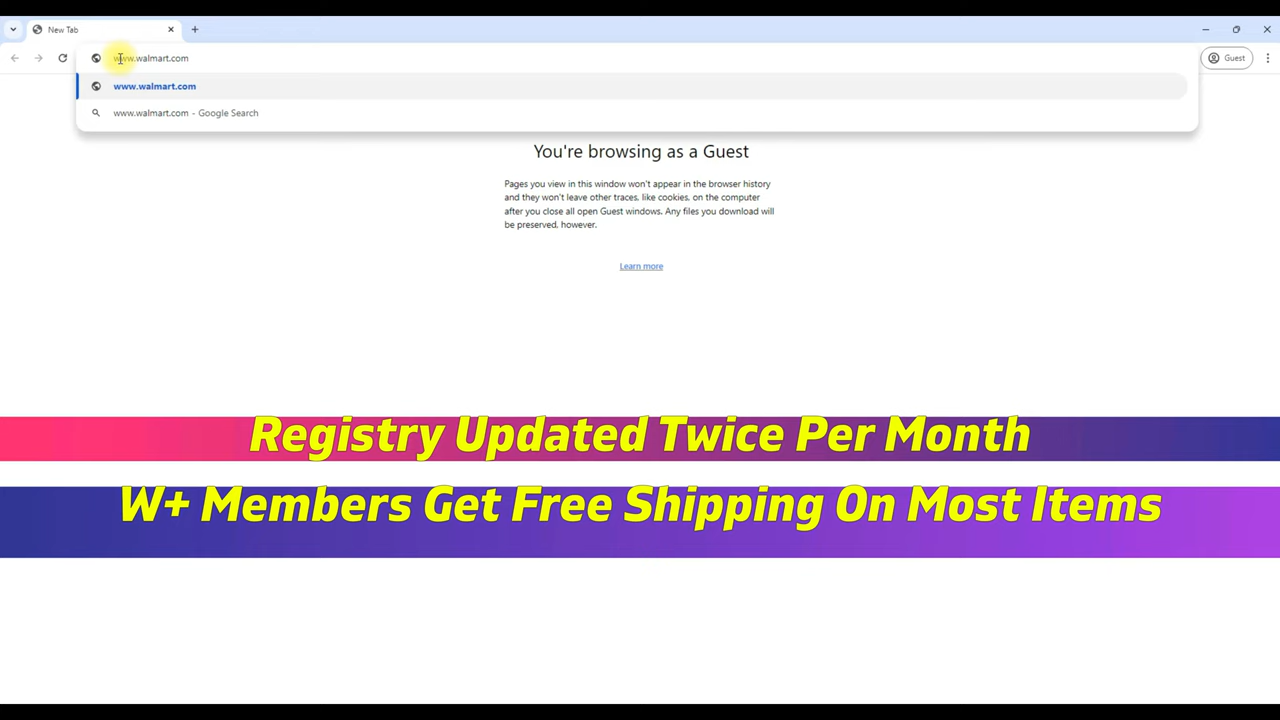 New Tab
www.walmart.com
Guest
www.walmart.com
www.walmart.com - Google Search
You're browsing as a Guest
Pages you view in this window won't appear in the browser history
and they won't leave other traces, like cookies, on the computer
after you close all open Guest windows. Any files you download will
be preserved, however.
Learn more
Registry Updated Twice Per Month
W+ Members Get Free Shipping On Most Items